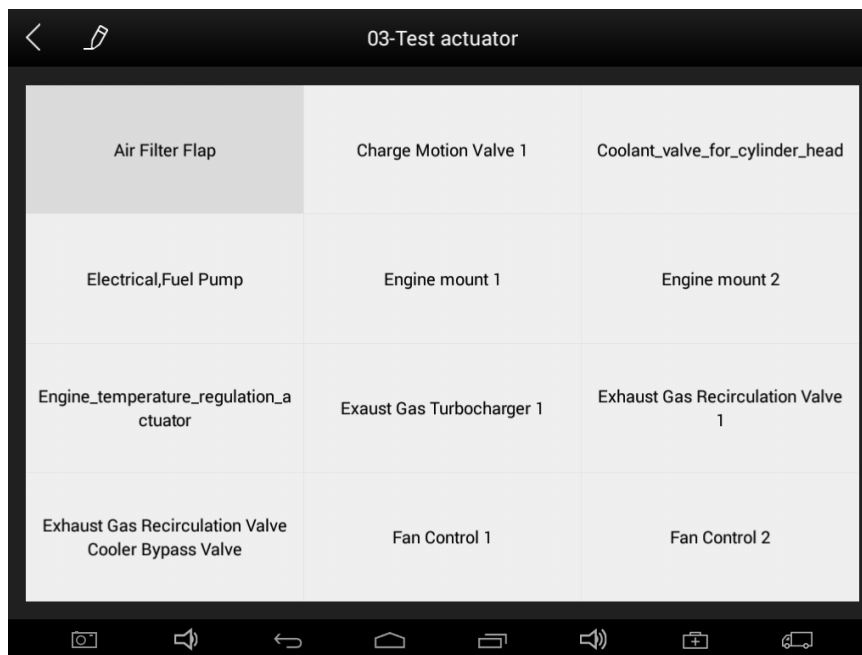 03-Test actuator
Air Filter Flap
Charge Motion Valve 1
Coolant_valve_for_cylinder_head
Electrical,Fuel Pump
Engine mount 1
Engine mount 2
Engine_temperature_regulation_a
ctuator
Exaust Gas Turbocharger 1
Exhaust Gas Recirculation Valve
1
Exhaust Gas Recirculation Valve
Cooler Bypass Valve
Fan Control 1
Fan Control 2